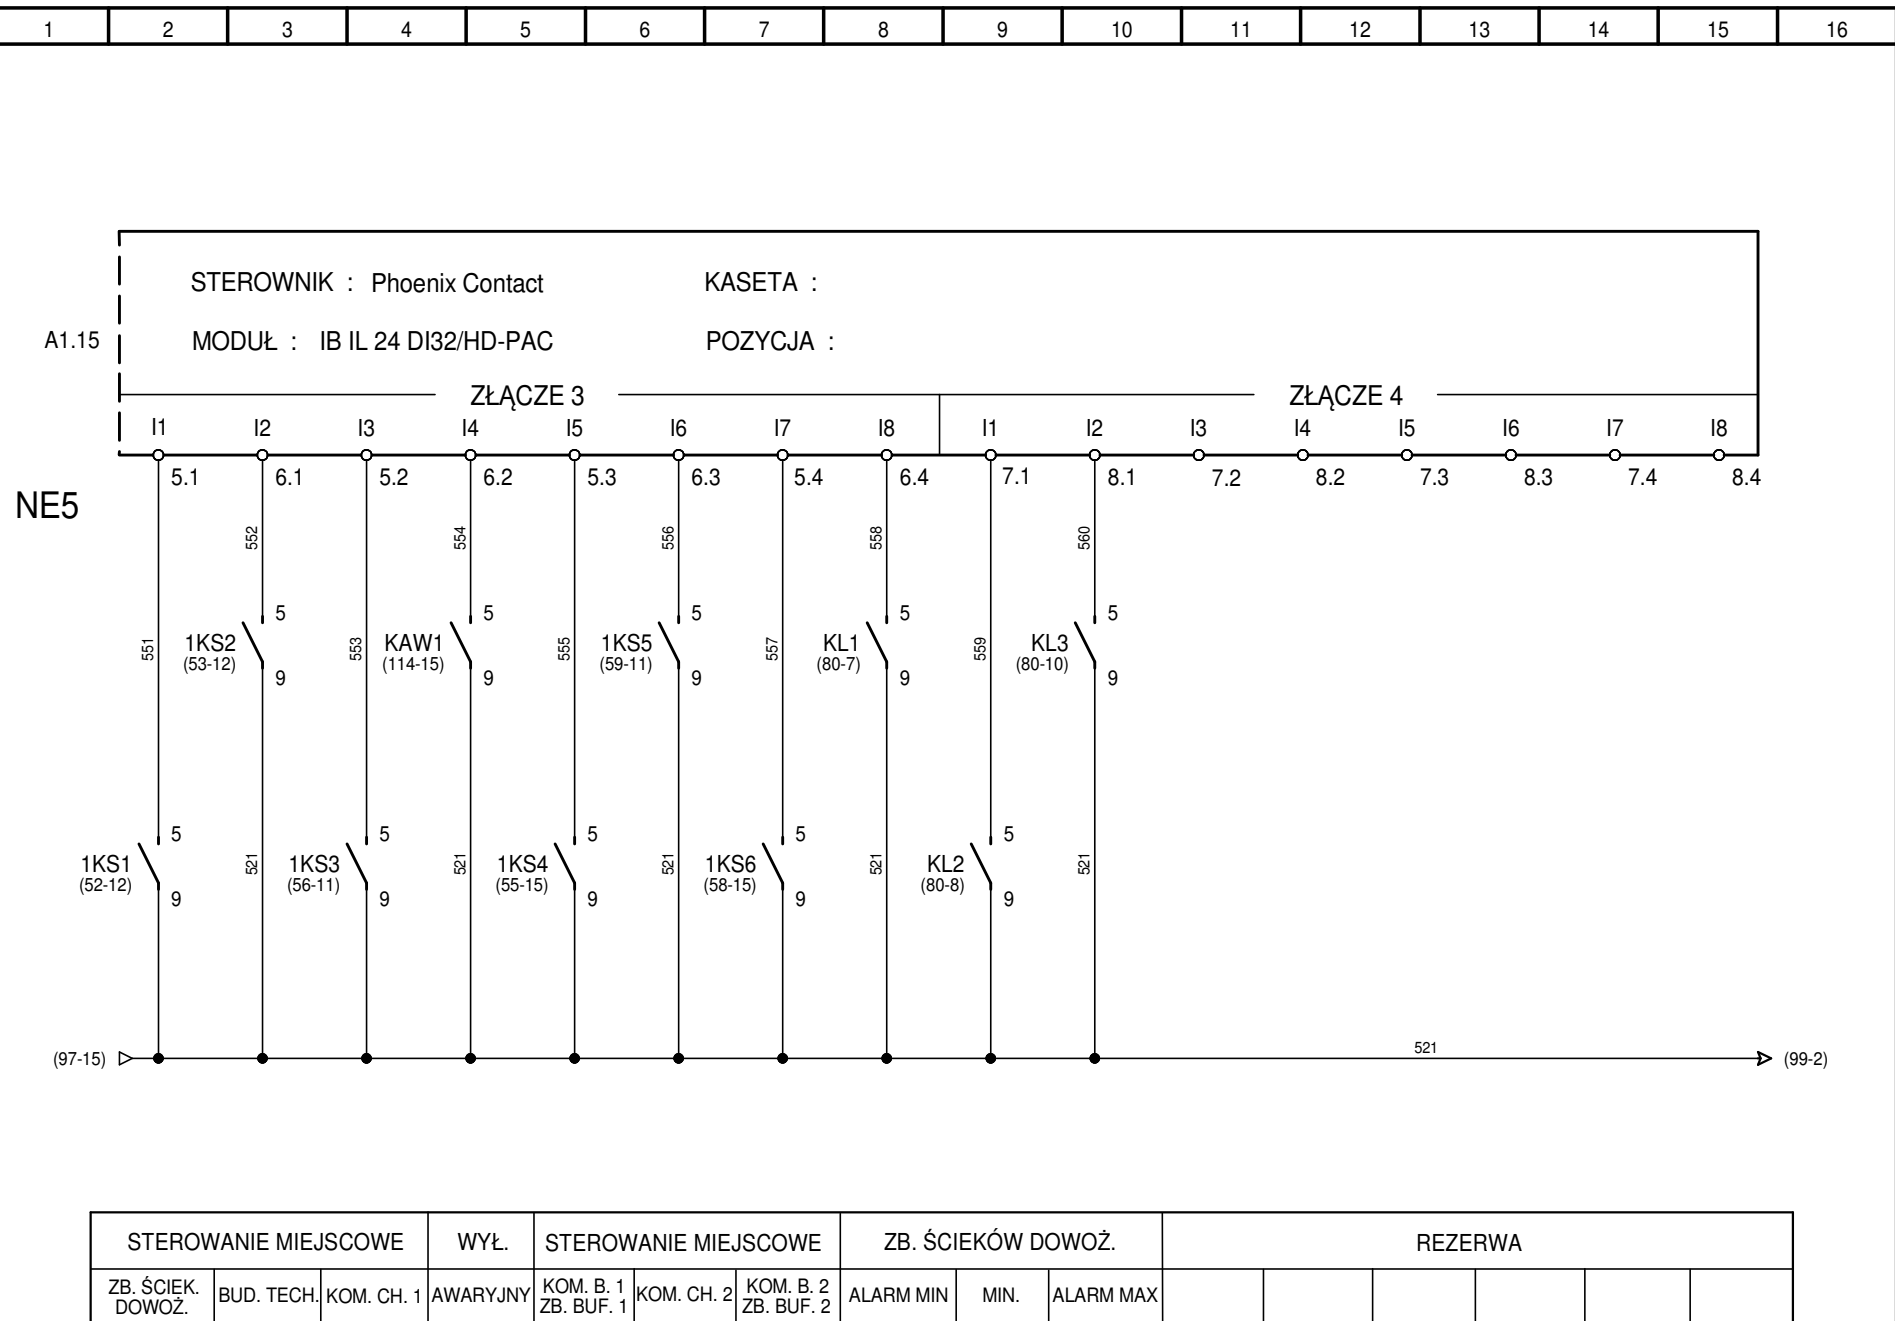 1 2 3 4 5 6 7 8 9 10 11 12 13 14 15 16
STEROWNIK : Phoenix Contact KASETA :
A1.15 MODUŁ : IB IL 24 DI32/HD-PAC POZYCJA :
ZŁĄCZE 3 ZŁĄCZE 4
I1 I2 I3 I4 I5 I6 I7 I8 I1 I2 I3 I4 I5 I6 I7 I8
5.1 6.1 5.2 6.2 5.3 6.3 5.4 6.4 7.1 8.1 7.2 8.2 7.3 8.3 7.4 8.4
NE5
552 554 556 558 560
5 5 5 5 5
551 1KS2 553 KAW1 555 1KS5 557 KL1 559 KL3
(53-12) (114-15) (59-11) (80-7) (80-10)
9 9 9 9 9
5 5 5 5 5
1KS1 521 1KS3 521 1KS4 521 1KS6 521 KL2 521
(52-12) (56-11) (55-15) (58-15) (80-8)
9 9 9 9 9
521
(97-15) (99-2)
STEROWANIE MIEJSCOWE WYŁ. STEROWANIE MIEJSCOWE ZB. ŚCIEKÓW DOWOŻ. REZERWA
ZB. ŚCIEK. DOWOŻ.
BUD. TECH.
KOM. CH. 1
AWARYJNY
KOM. B. 1
ZB. BUF. 1
KOM. CH. 2
KOM. B. 2
ZB. BUF. 2
ALARM MIN
MIN.
ALARM MAX